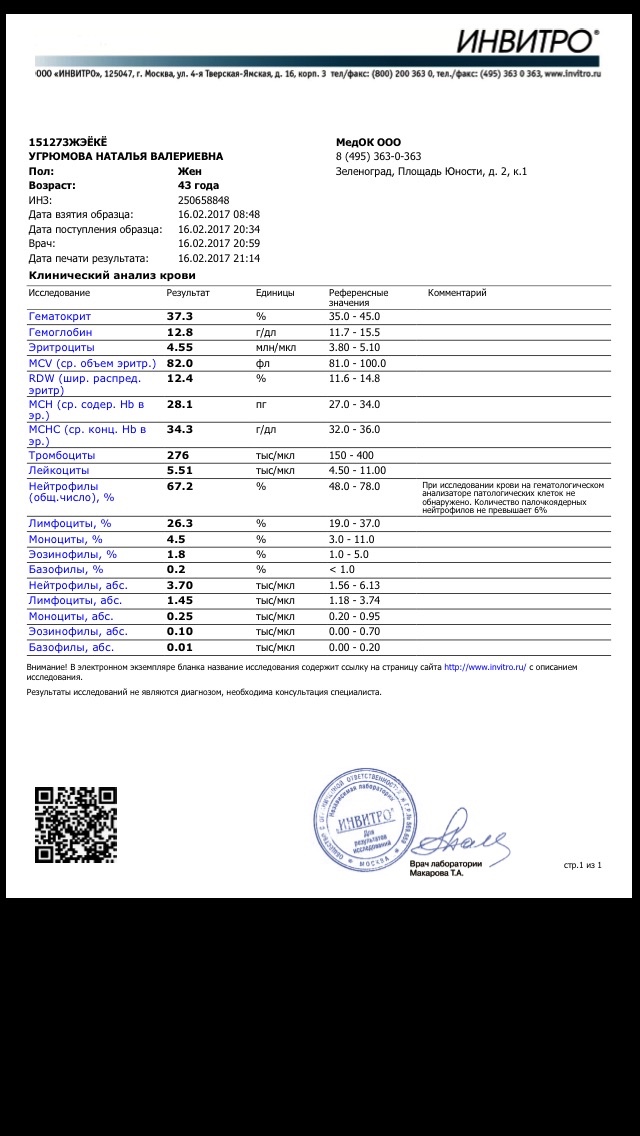 ИНВИТРО®
ООО «ИНВИТРО», 125047, г. Москва, ул. 4-я Тверская-Ямская, д. 16, корп. 3 тел/факс: (800) 200 363 0, тел./факс: (495) 363 0 363, www.invitro.ru
151273ЖЭЁКЁ МедОК ООО
УГРЮМОВА НАТАЛЬЯ ВАЛЕРИЕВНА 8 (495) 363-0-363
Пол: Жен Зеленоград, Площадь Юности, д. 2, к.1
Возраст: 43 года
ИНЗ: 250658848
Дата взятия образца: 16.02.2017 08:48
Дата поступления образца: 16.02.2017 20:34
Врач: 16.02.2017 20:59
Дата печати результата: 16.02.2017 21:14
Клинический анализ крови
Исследование Результат Единицы Референсные значения Комментарий
Гематокрит 37.3 % 35.0 - 45.0
Гемоглобин 12.8 г/дл 11.7 - 15.5
Эритроциты 4.55 млн/мкл 3.80 - 5.10
MCV (ср. объем эритр.) 82.0 фл 81.0 - 100.0
RDW (шир. распред. эритр) 12.4 % 11.6 - 14.8
MCH (ср. содер. Hb в эр.) 28.1 пг 27.0 - 34.0
МСНС (ср. конц. Hb в эр.) 34.3 г/дл 32.0 - 36.0
Тромбоциты 276 тыс/мкл 150 - 400
Лейкоциты 5.51 тыс/мкл 4.50 - 11.00
Нейтрофилы (общ.число), % 67.2 % 48.0 - 78.0 При исследовании крови на гематологическом анализаторе патологических клеток не обнаружено. Количество палочкоядерных нейтрофилов не превышает 6%
Лимфоциты, % 26.3 % 19.0 - 37.0
Моноциты, % 4.5 % 3.0 - 11.0
Эозинофилы, % 1.8 % 1.0 - 5.0
Базофилы, % 0.2 % < 1.0
Нейтрофилы, абс. 3.70 тыс/мкл 1.56 - 6.13
Лимфоциты, абс. 1.45 тыс/мкл 1.18 - 3.74
Моноциты, абс. 0.25 тыс/мкл 0.20 - 0.95
Эозинофилы, абс. 0.10 тыс/мкл 0.00 - 0.70
Базофилы, абс. 0.01 тыс/мкл 0.00 - 0.20
Внимание! В электронном экземпляре бланка название исследования содержит ссылку на страницу сайта http://www.invitro.ru/ с описанием
исследования.
Результаты исследований не являются диагнозом, необходима консультация специалиста.
Независимая лаборатория
ИНВИТРО
Для
результатов
исследований
МОСКВА
Врач лаборатории
Макарова Т.А.
стр.1 из 1